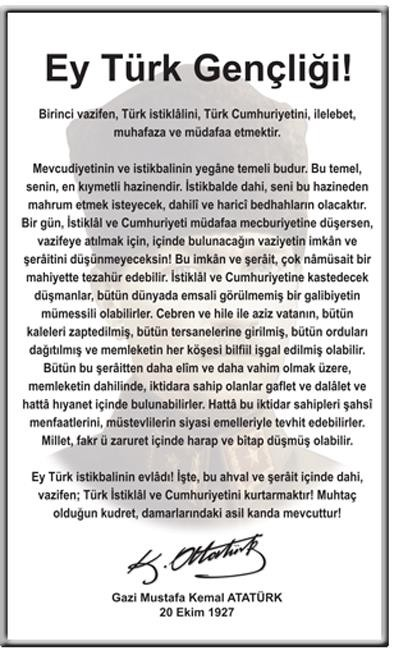 Ey Türk Gençliği!
Birinci vazifen, Türk istiklâlini, Türk Cumhuriyetini, ilelebet,
muhafaza ve müdafaa etmektir.
Mevcudiyetinin ve istikbalinin yegâne temeli budur. Bu temel,
senin, en kıymetli hazinendir. İstikbalde dahi, seni bu hazineden
mahrum etmek isteyecek, dahilî ve haricî bedhahların olacaktır.
Bir gün, İstiklâl ve Cumhuriyeti müdafaa mecburiyetine düşersen,
vazifeye atılmak için, içinde bulunacağın vaziyetin imkân ve
şerâitini düşünmeyeceksin! Bu imkân ve şerâit, çok nâmüsait bir
mahiyette tezahür edebilir. İstiklâl ve Cumhuriyetine kastedecek
düşmanlar, bütün dünyada emsali görülmemiş bir galibiyetin
mümessili olabilirler. Cebren ve hile ile aziz vatanın, bütün
kaleleri zaptedilmiş, bütün tersanelerine girilmiş, bütün orduları
dağıtılmış ve memleketin her köşesi bilfiil işgal edilmiş olabilir.
Bütün bu şerâitten daha elîm ve daha vahim olmak üzere,
memleketin dahilinde, iktidara sahip olanlar gaflet ve dalâlet ve
hattâ hıyanet içinde bulunabilirler. Hattâ bu iktidar sahipleri şahsî
menfaatlerini, müstevlilerin siyasi emelleriyle tevhit edebilirler.
Millet, fakr ü zaruret içinde harap ve bîtap düşmüş olabilir.
Ey Türk istikbalinin evlâdı! İşte, bu ahval ve şerâit içinde dahi,
vazifen; Türk İstiklâl ve Cumhuriyetini kurtarmaktır! Muhtaç
olduğun kudret, damarlarındaki asil kanda mevcuttur!
K. Atatürk
Gazi Mustafa Kemal ATATÜRK
20 Ekim 1927